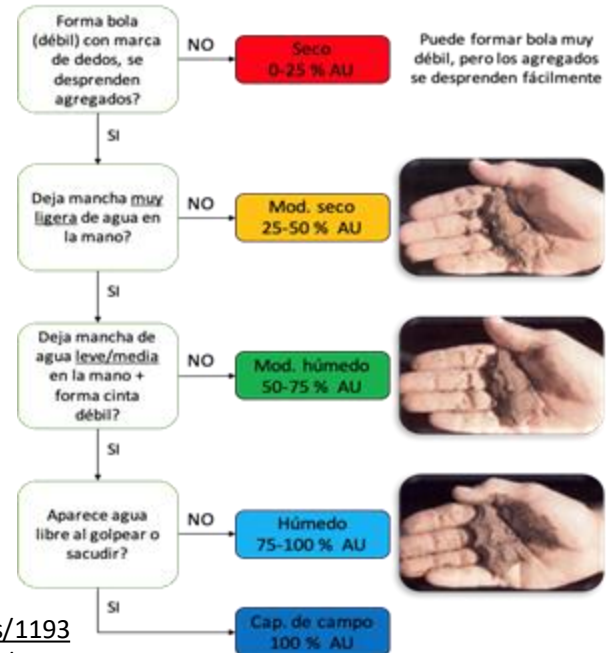 Forma bola
(débil) con marca
de dedos, se
desprenden
agregados?
NO
Seco
0-25 % AU
Puede formar bola muy
débil, pero los agregados
se desprenden fácilmente
SI
Deja mancha muy
ligera de agua en
la mano?
NO
Mod. seco
25-50 % AU
SI
Deja mancha de
agua leve/media
en la mano +
forma cinta
débil?
NO
Mod. húmedo
50-75 % AU
SI
Aparece agua
libre al golpear o
sacudir?
NO
Húmedo
75-100 % AU
SI
Cap. de campo
100 % AU
s/1193